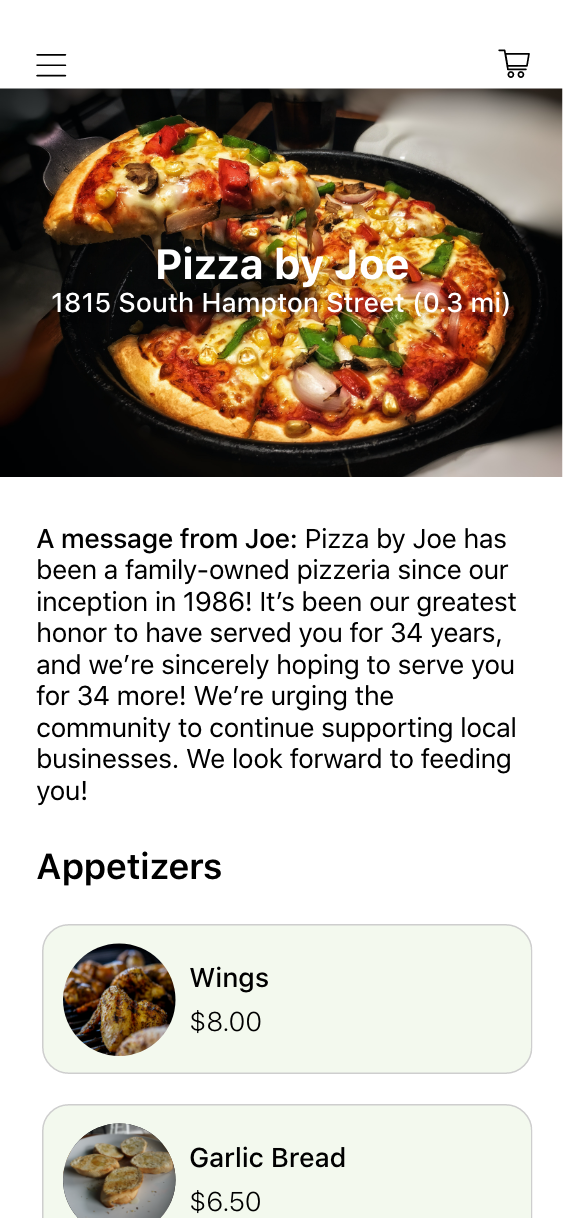 Pizza by Joe
1815 South Hampton Street (0.3 mi)
A message from Joe: Pizza by Joe has
been a family-owned pizzeria since our
inception in 1986! It’s been our greatest
honor to have served you for 34 years,
and we’re sincerely hoping to serve you
for 34 more! We’re urging the
community to continue supporting local
businesses. We look forward to feeding
you!
Appetizers
Wings
$8.00
Garlic Bread
$6.50